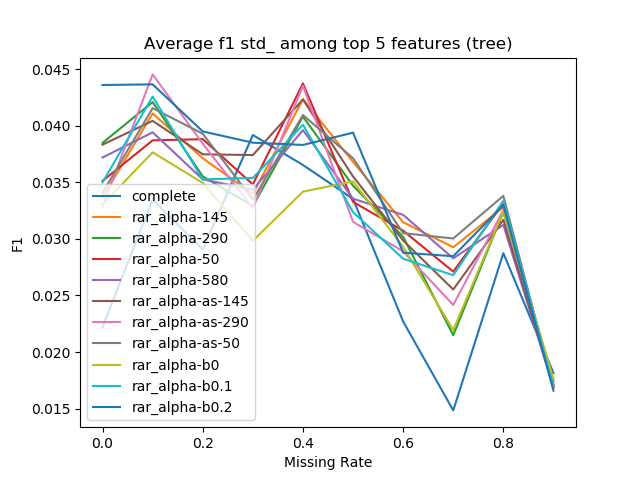 Average f1 std_ among top 5 features (tree)
0.045
0.040
0.035
0.030
0.025
0.020
0.015
F1
complete
rar_alpha-145
rar_alpha-290
rar_alpha-50
rar_alpha-580
rar_alpha-as-145
rar_alpha-as-290
rar_alpha-as-50
rar_alpha-b0
rar_alpha-b0.1
rar_alpha-b0.2
0.0 0.2 0.4 0.6 0.8
Missing Rate